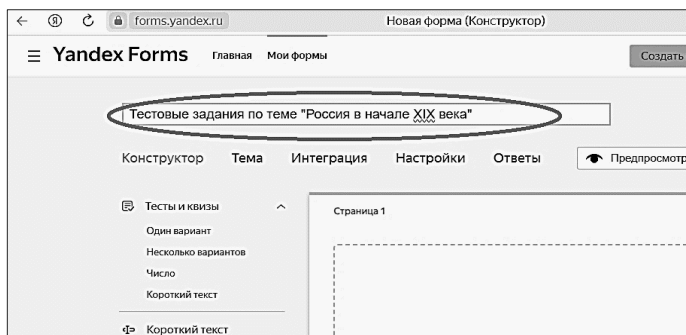 forms.yandex.ru Новая форма (Конструктор)
Yandex Forms Главная Мои формы Создать
Тестовые задания по теме "Россия в начале XIX века"
Конструктор Тема Интеграция Настройки Ответы Предпросмотр
Тесты и квизы
Страница 1
Один вариант
Несколько вариантов
Число
Короткий текст
Короткий текст